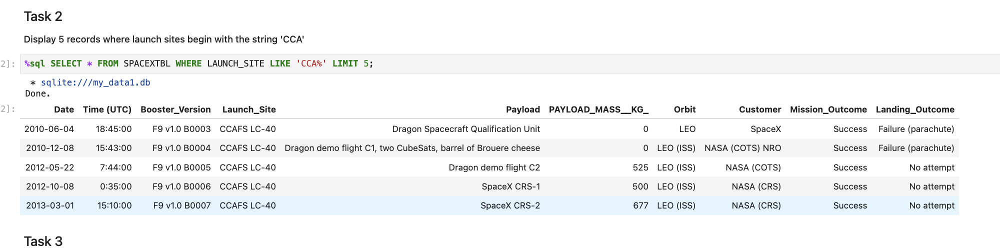 Task 2
Display 5 records where launch sites begin with the string 'CCA'
2]: %sql SELECT * FROM SPACEXTBL WHERE LAUNCH_SITE LIKE 'CCA%' LIMIT 5;
* sqlite:///my_data1.db
Done.
2]: Date Time (UTC) Booster_Version Launch_Site Payload PAYLOAD_MASS__KG_ Orbit Customer Mission_Outcome Landing_Outcome
2010-06-04 18:45:00 F9 v1.0 B0003 CCAFS LC-40 Dragon Spacecraft Qualification Unit 0 LEO SpaceX Success Failure (parachute)
2010-12-08 15:43:00 F9 v1.0 B0004 CCAFS LC-40 Dragon demo flight C1, two CubeSats, barrel of Brouere cheese 0 LEO (ISS) NASA (COTS) NRO Success Failure (parachute)
2012-05-22 7:44:00 F9 v1.0 B0005 CCAFS LC-40 Dragon demo flight C2 525 LEO (ISS) NASA (COTS) Success No attempt
2012-10-08 0:35:00 F9 v1.0 B0006 CCAFS LC-40 SpaceX CRS-1 500 LEO (ISS) NASA (CRS) Success No attempt
2013-03-01 15:10:00 F9 v1.0 B0007 CCAFS LC-40 SpaceX CRS-2 677 LEO (ISS) NASA (CRS) Success No attempt
Task 3